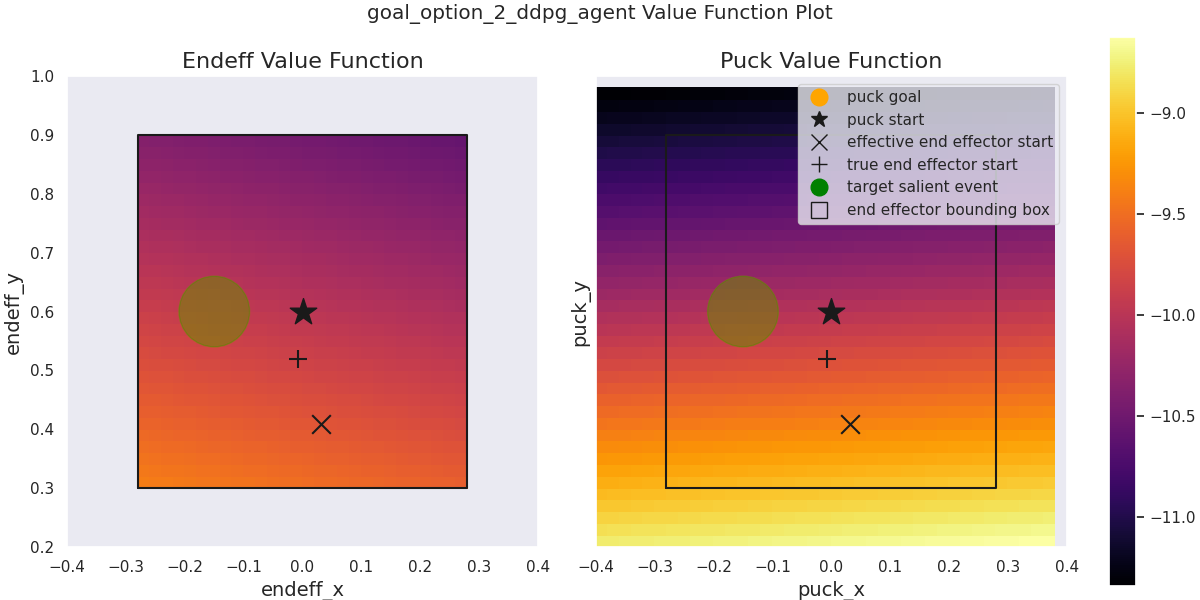 goal_option_2_ddpg_agent Value Function Plot
Endeff Value Function
1.0
0.9
0.8
0.7
0.6
0.5
0.4
0.3
0.2
endeff_y
−0.4 −0.3 −0.2 −0.1 0.0 0.1 0.2 0.3 0.4
endeff_x
Puck Value Function
puck goal
puck start
effective end effector start
true end effector start
target salient event
end effector bounding box
puck_y
−0.4 −0.3 −0.2 −0.1 0.0 0.1 0.2 0.3 0.4
puck_x
−9.0
−9.5
−10.0
−10.5
−11.0